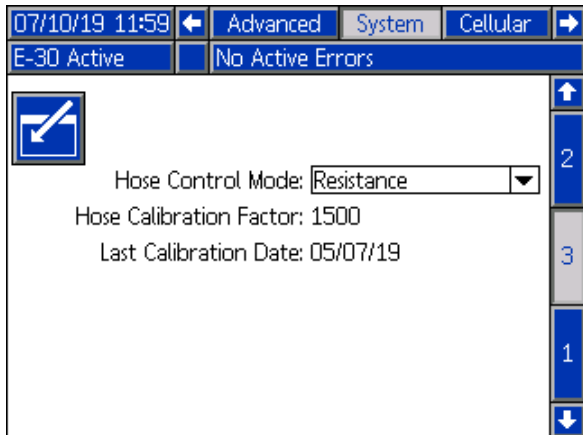 07/10/19 11:59 Advanced System Cellular
E-30 Active No Active Errors
2
Hose Control Mode: Resistance
Hose Calibration Factor: 1500
Last Calibration Date: 05/07/19
3
1